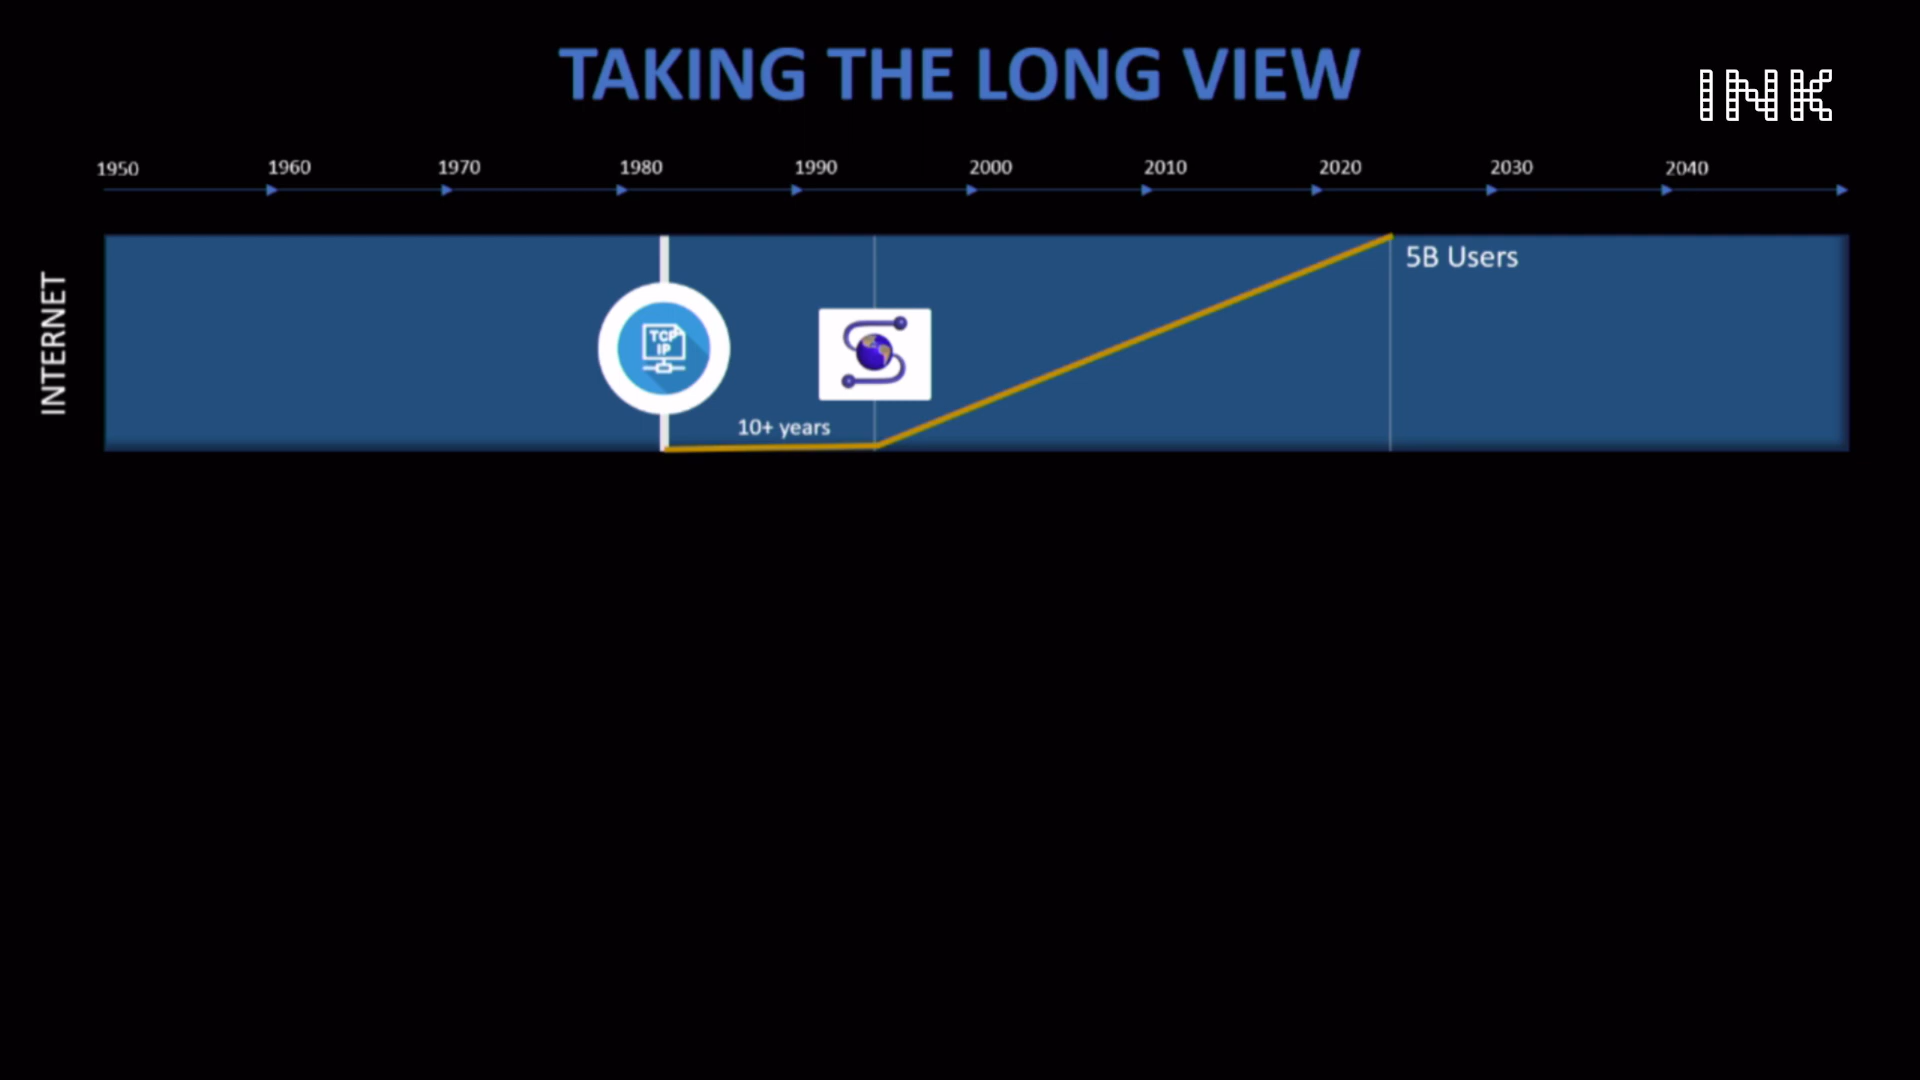 TAKING THE LONG VIEW
INK
1950 1960 1970 1980 1990 2000 2010 2020 2030 2040
INTERNET
TCP
IP
10+ years
5B Users